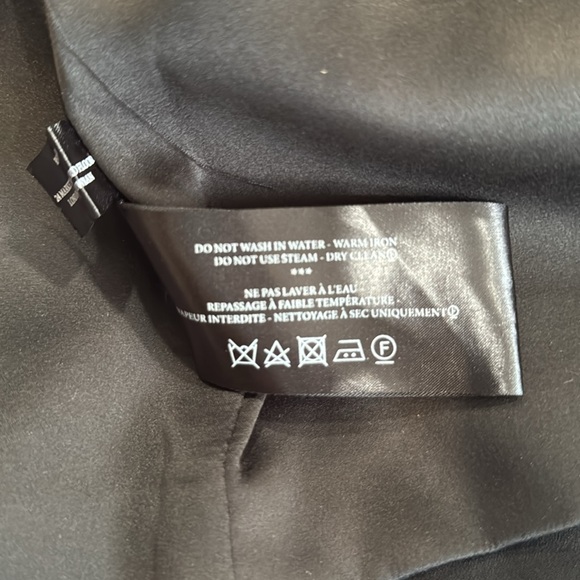 DO NOT WASH IN WATER - WARM IRON
DO NOT USE STEAM - DRY CLEAN Ⓟ
***
NE PAS LAVER À L'EAU -
REPASSAGE À FAIBLE TEMPÉRATURE -
VAPEUR INTERDITE - NETTOYAGE À SEC UNIQUEMENT Ⓟ
F